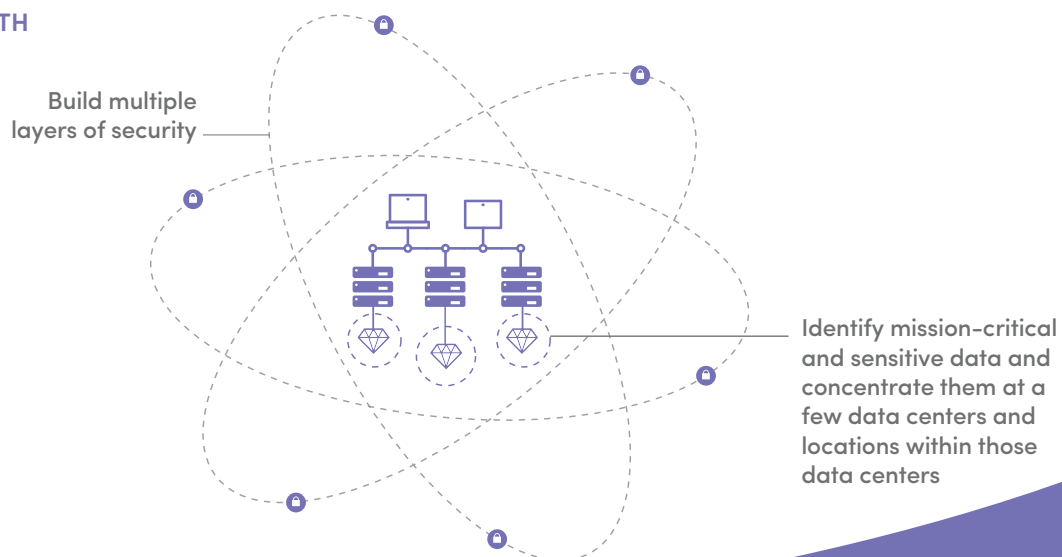 TH
Build multiple
layers of security
Identify mission-critical
and sensitive data and
concentrate them at a
few data centers and
locations within those
data centers